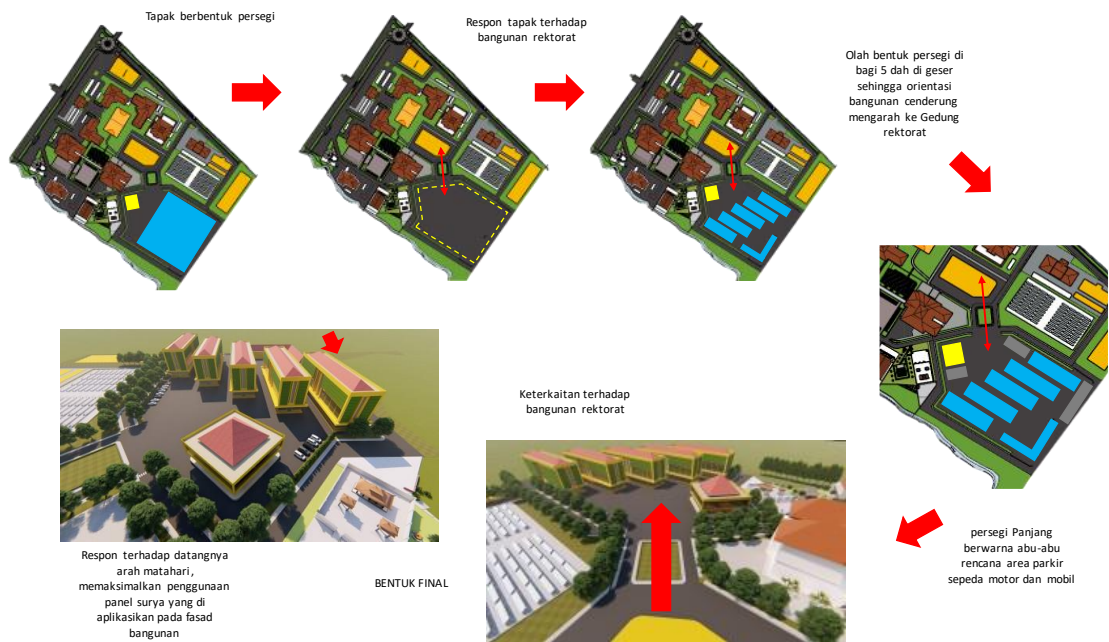 Tapak berbentuk persegi
Respon tapak terhadap
bangunan rektorat
Olah bentuk persegi di
bagi 5 dah di geser
sehingga orientasi
bangunan cenderung
mengarah ke Gedung
rektorat
persegi Panjang
berwarna abu-abu
rencana area parkir
sepeda motor dan mobil
Keterkaitan terhadap
bangunan rektorat
BENTUK FINAL
Respon terhadap datangnya
arah matahari,
memaksimalkan penggunaan
panel surya yang di
aplikasikan pada fasad
bangunan